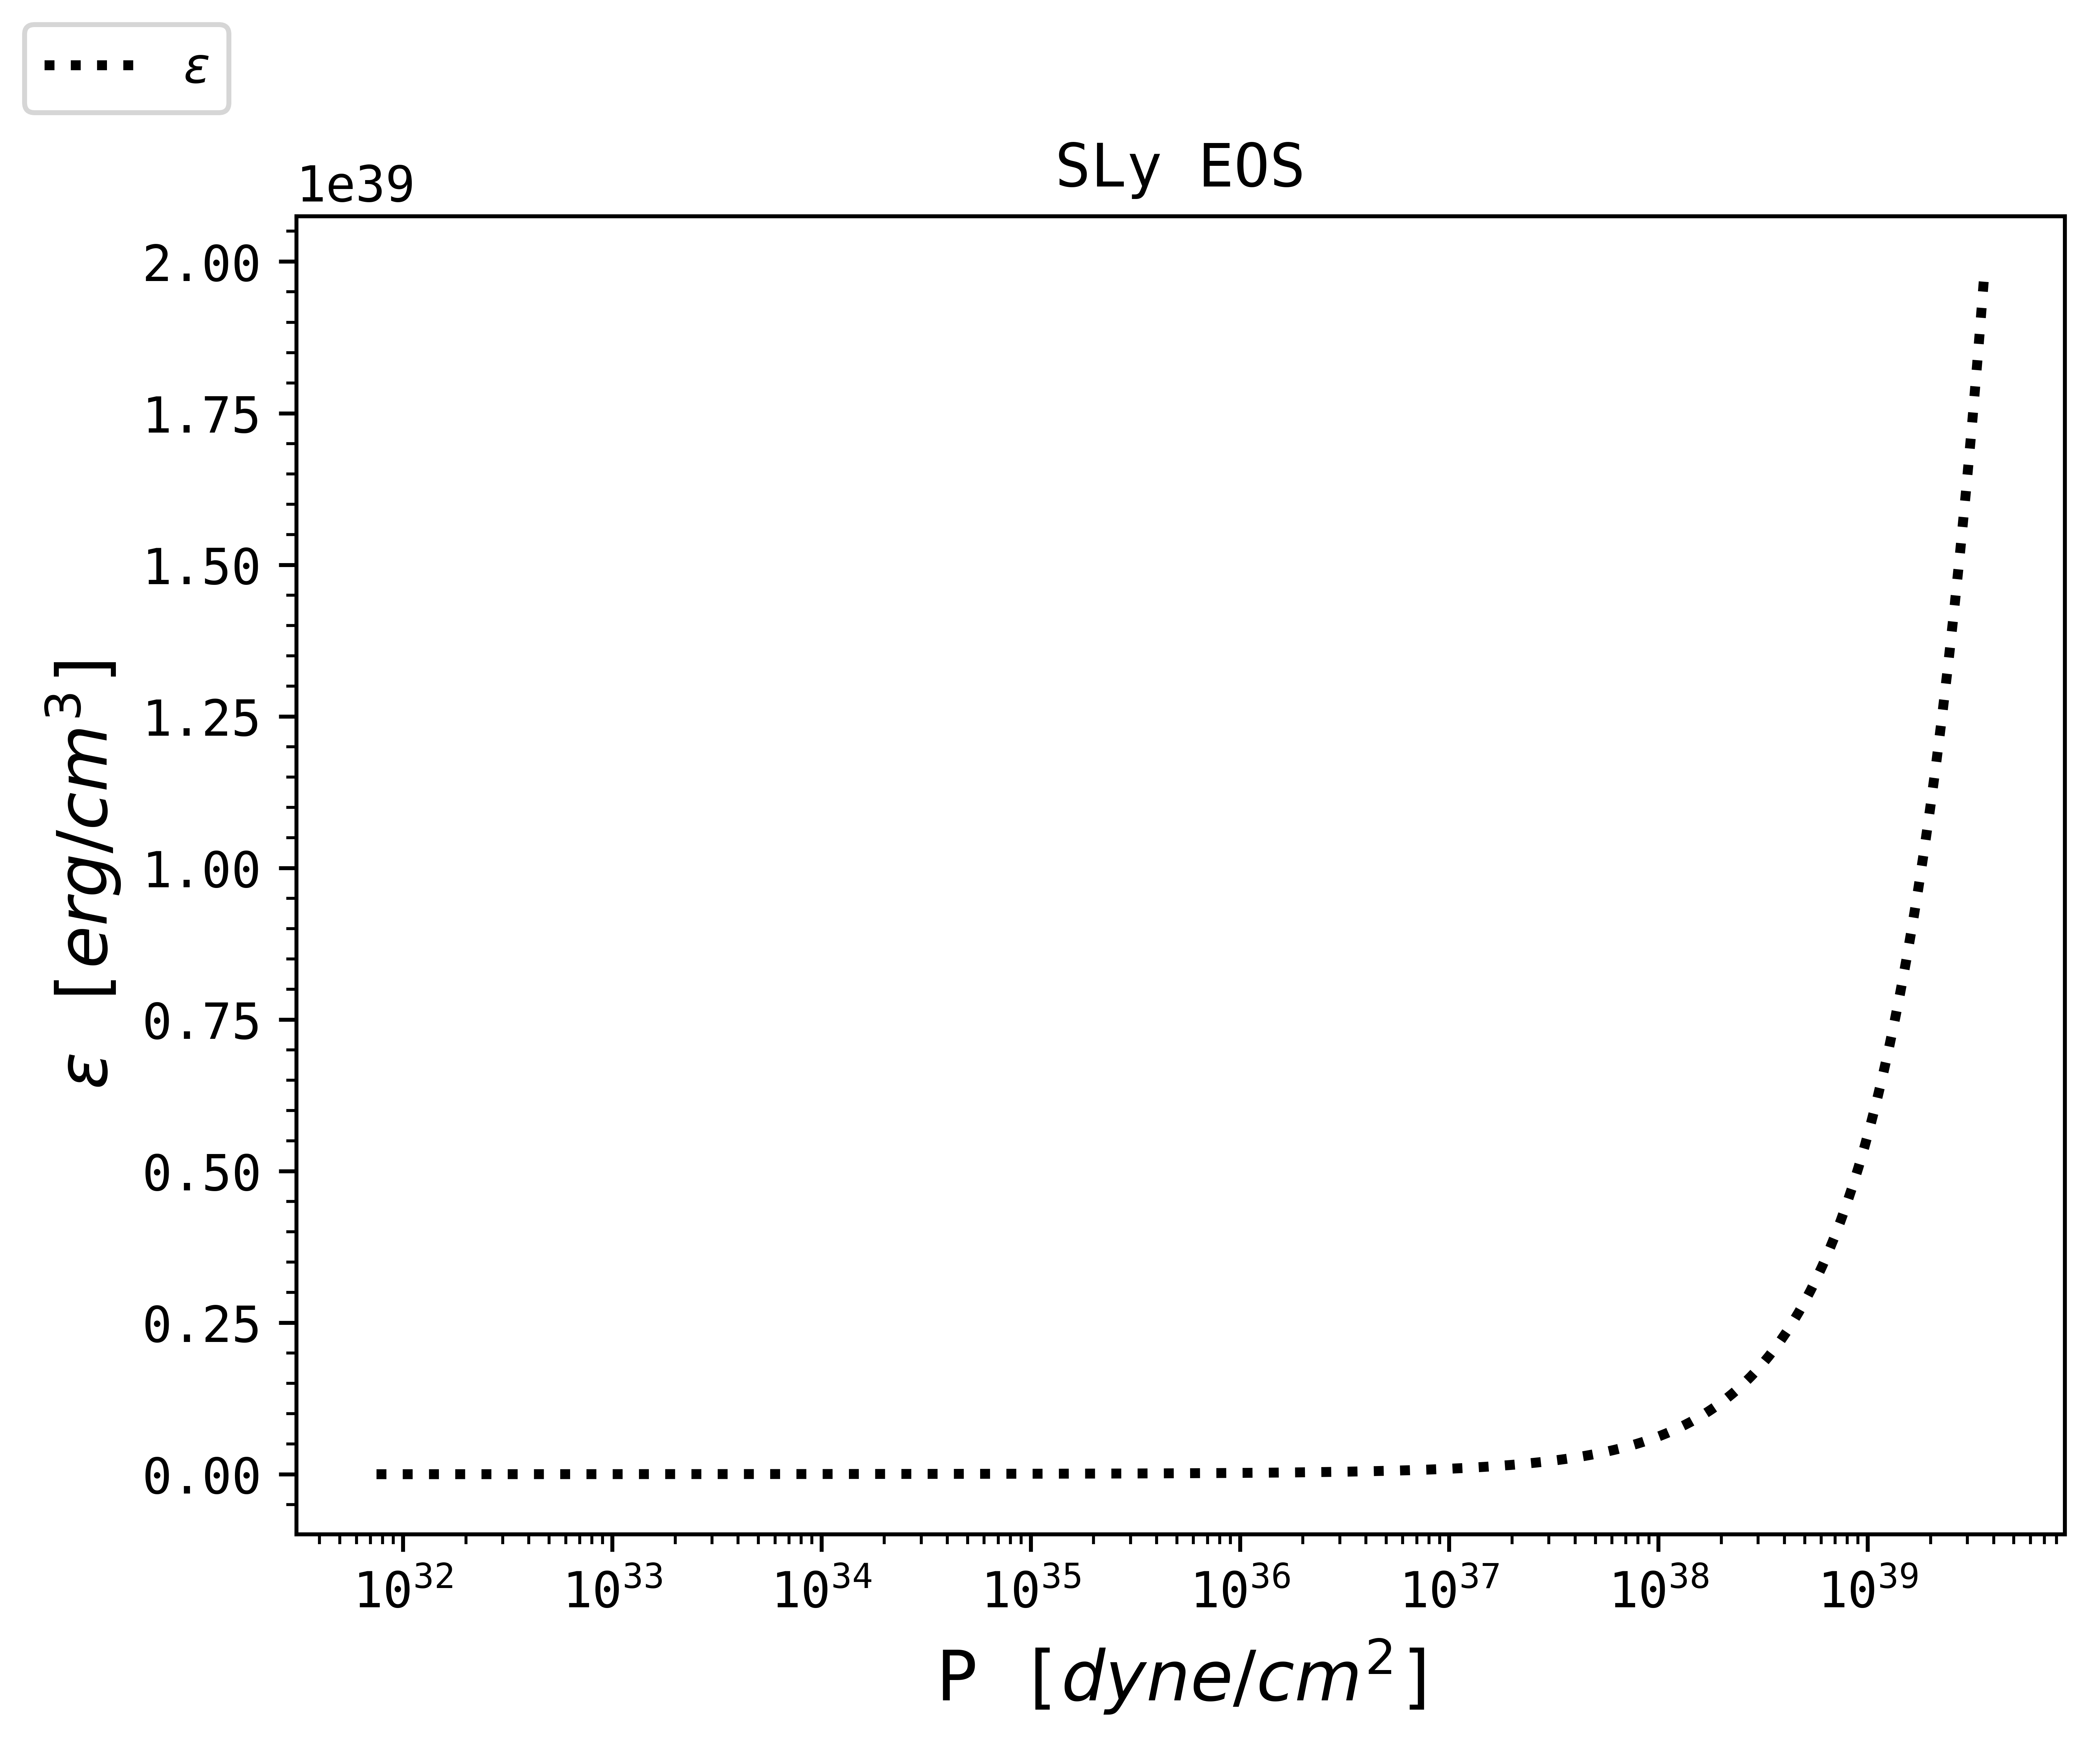 ε
SLy EOS
1e39
2.00
1.75
1.50
1.25
1.00
0.75
0.50
0.25
0.00
ε [erg/cm³]
10³² 10³³ 10³⁴ 10³⁵ 10³⁶ 10³⁷ 10³⁸ 10³⁹
P [dyne/cm²]